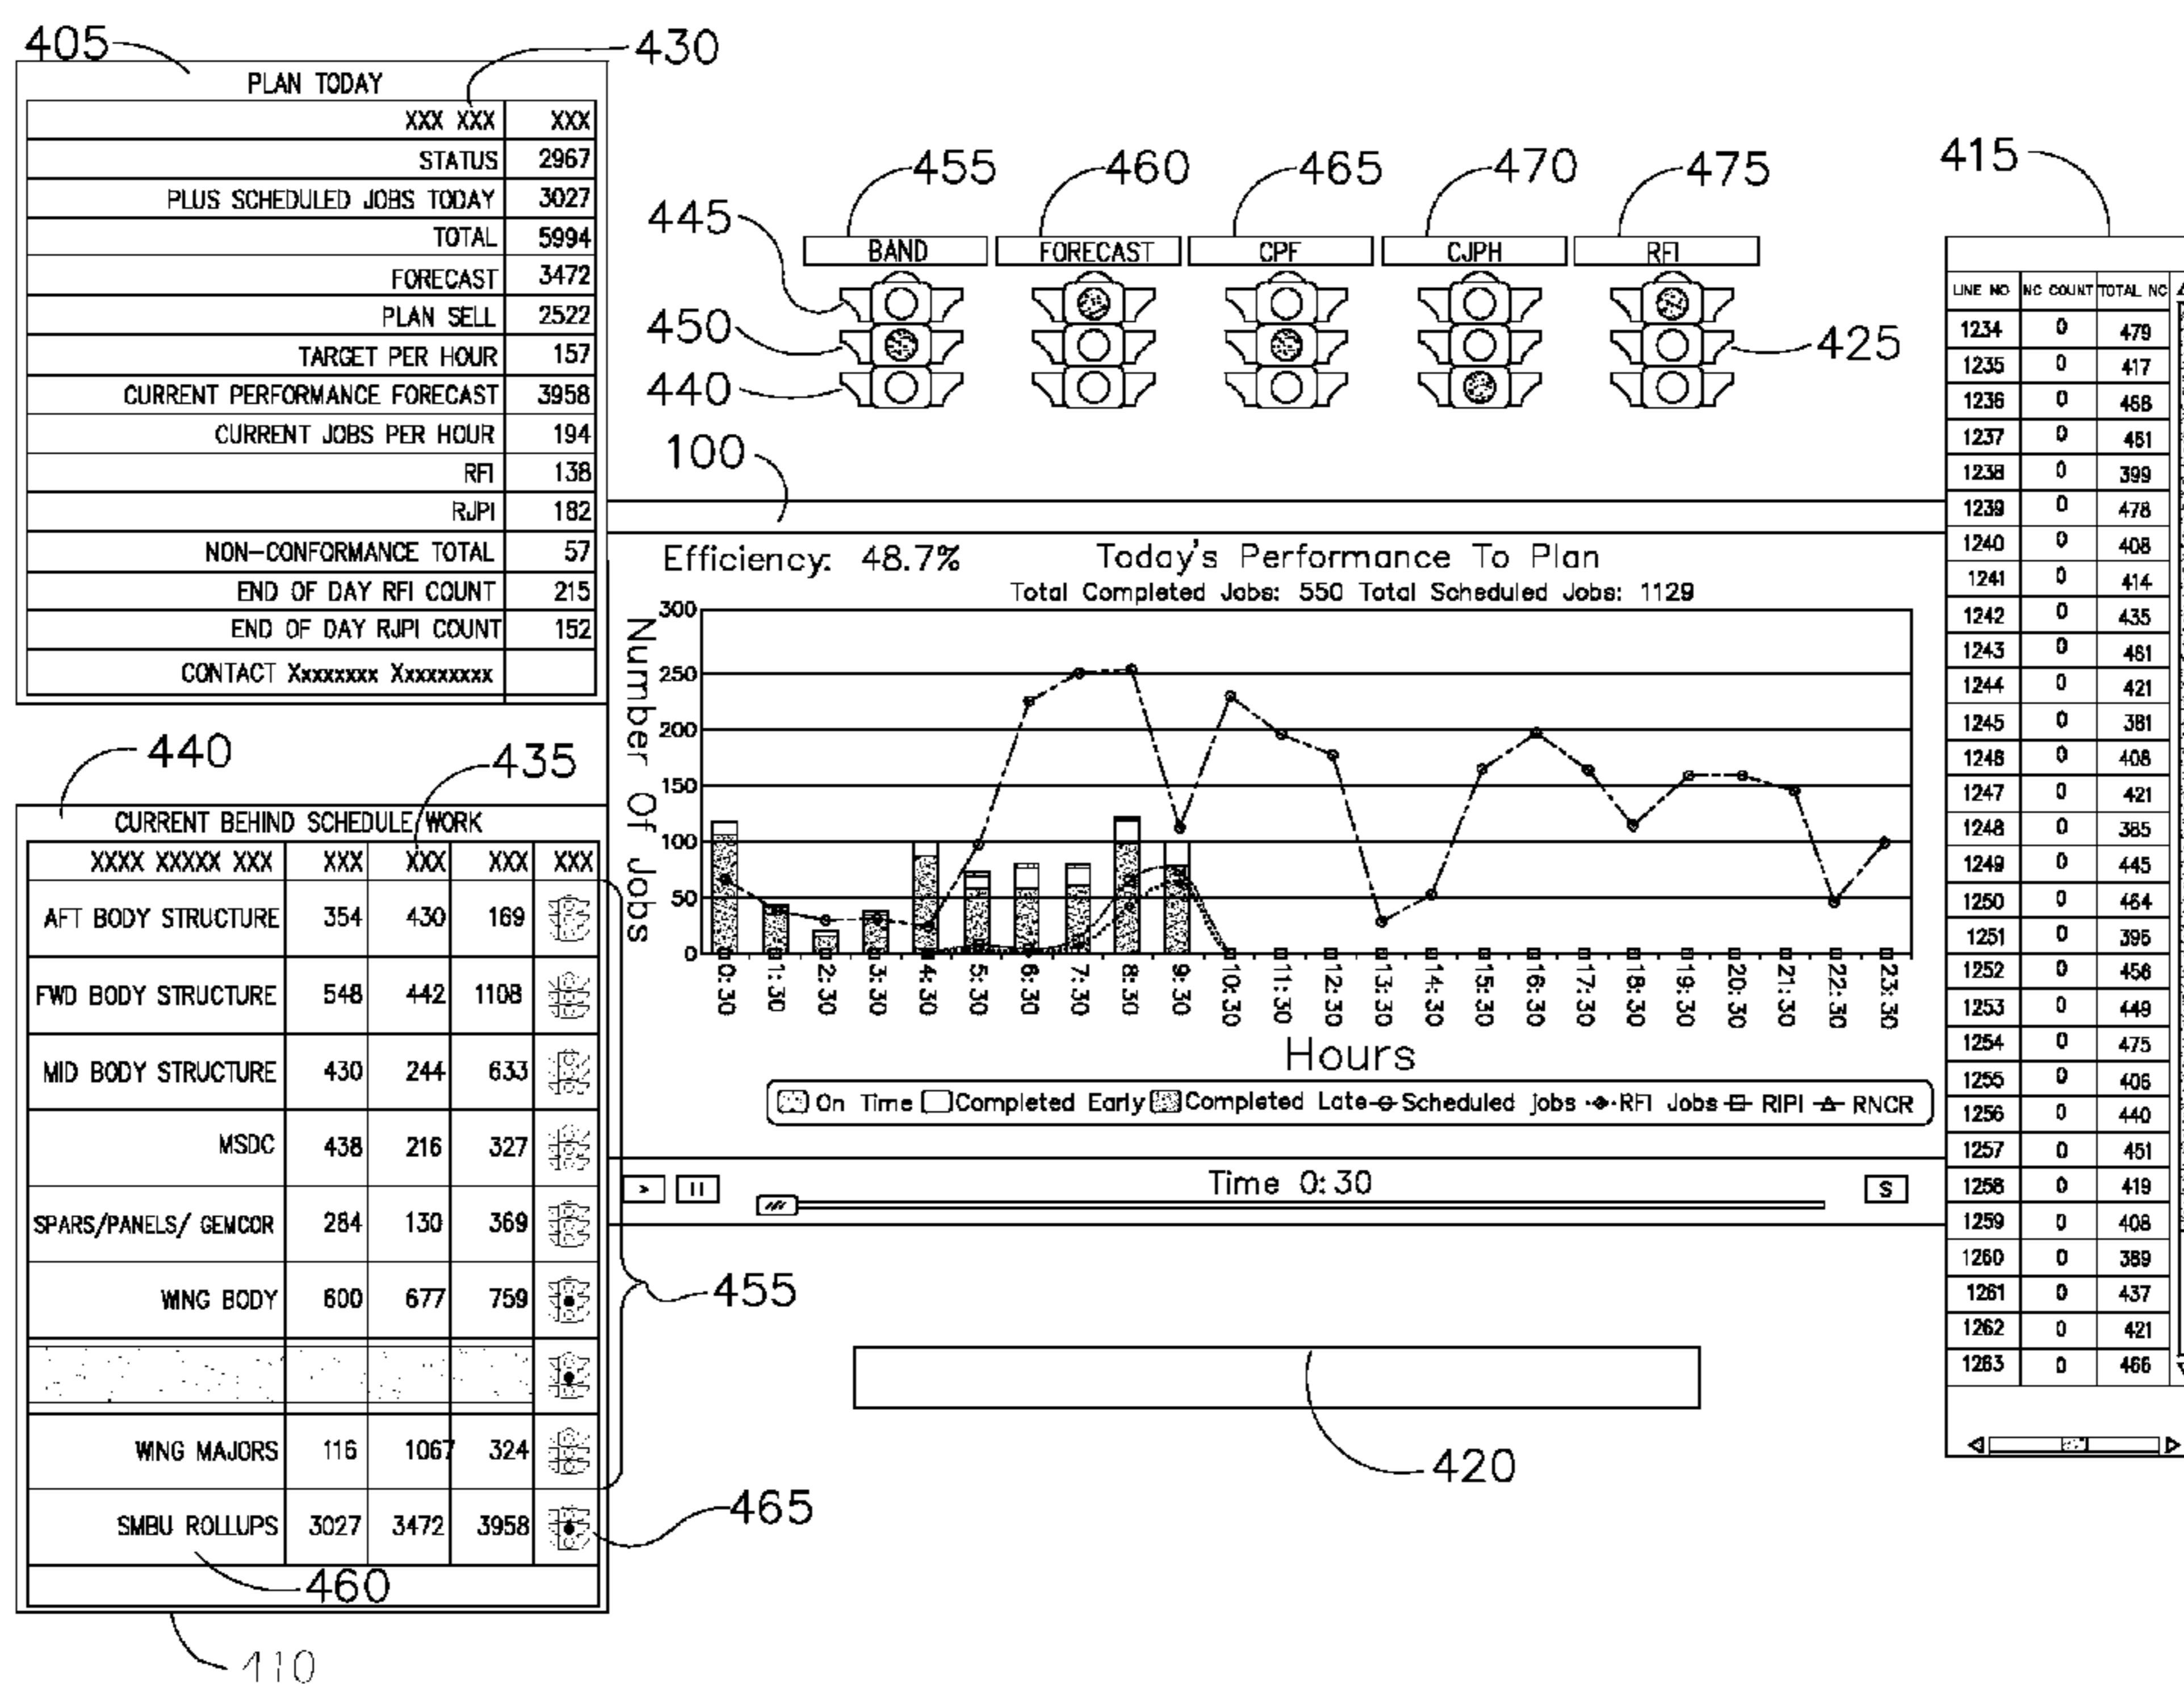 405
430
PLAN TODAY
XXX XXX XXX
STATUS 2967
PLUS SCHEDULED JOBS TODAY 3027
TOTAL 5994
FORECAST 3472
PLAN SELL 2522
TARGET PER HOUR 157
CURRENT PERFORMANCE FORECAST 3958
CURRENT JOBS PER HOUR 194
RFI 138
RJPI 182
NON-CONFORMANCE TOTAL 57
END OF DAY RFI COUNT 215
END OF DAY RJPI COUNT 152
CONTACT Xxxxxxxx Xxxxxxxxx
440
435
CURRENT BEHIND SCHEDULE WORK
XXXX XXXXX XXX XXX XXX XXX XXX
AFT BODY STRUCTURE 354 430 169
FWD BODY STRUCTURE 548 442 1108
MID BODY STRUCTURE 430 244 633
MSDC 438 216 327
SPARS/PANELS/ GEMCOR 284 130 369
WING BODY 600 677 759
WING MAJORS 116 1067 324
SMBU ROLLUPS 3027 3472 3958
460
410
455
465
455 460 465 470 475
445
450
440
425
BAND FORECAST CPF CJPH RFI
100
Efficiency: 48.7%
Today's Performance To Plan
Total Completed Jobs: 550 Total Scheduled Jobs: 1129
Number Of Jobs
300
250
200
150
100
50
0
0:30 1:30 2:30 3:30 4:30 5:30 6:30 7:30 8:30 9:30 10:30 11:30 12:30 13:30 14:30 15:30 16:30 17:30 18:30 19:30 20:30 21:30 22:30 23:30
Hours
On Time Completed Early Completed Late Scheduled jobs RFI Jobs RIPI RNCR
> II
Time 0:30
S
420
415
LINE NO NC COUNT TOTAL NC
1234 0 479
1235 0 417
1236 0 468
1237 0 461
1238 0 399
1239 0 478
1240 0 408
1241 0 414
1242 0 435
1243 0 461
1244 0 421
1245 0 381
1246 0 408
1247 0 421
1248 0 385
1249 0 445
1250 0 464
1251 0 395
1252 0 456
1253 0 449
1254 0 475
1255 0 406
1256 0 440
1257 0 451
1258 0 419
1259 0 408
1260 0 389
1261 0 437
1262 0 421
1263 0 466